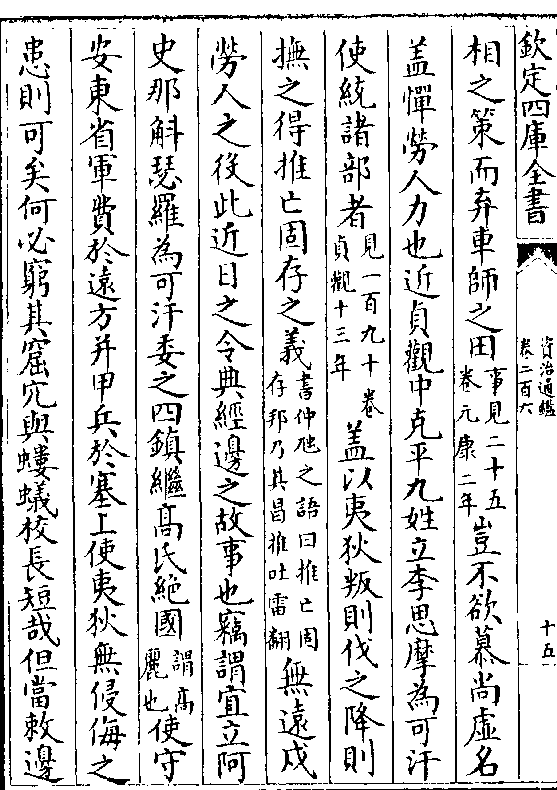 欽定四庫全書
資治通鑑
卷二百六
十五
相之策而弃車師之田事見二十五
卷元康二年豈不欲慕尚虚名
盖憚勞人力也近貞觀中克平九姓立李思摩為可汗
使統諸部者見一百九十卷
貞觀十三年盖以夷狄叛則伐之降則
撫之得推亡固存之義書仲虺之語曰推亡固
存邦乃其昌推吐雷翻無遠戍
勞人之役此近日之令典經邊之故事也竊謂宜立阿
史那斛瑟羅為可汗委之四鎮繼高氏絶國謂高
麗也使守
安東省軍費於遠方并甲兵於塞上使夷狄無侵侮之
患則可矣何必窮其窟穴與螻蟻校長短哉但當敕邊